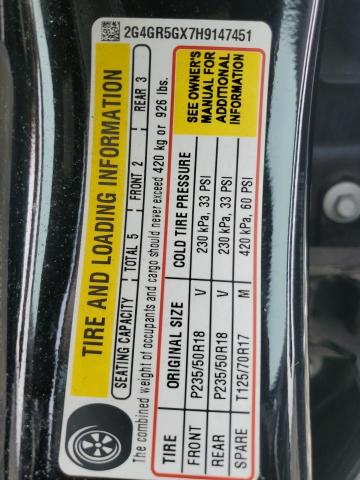 2G4GR5GX7H9147451
TIRE AND LOADING INFORMATION
SEATING CAPACITY TOTAL 5 FRONT 2 REAR 3
The combined weight of occupants and cargo should never exceed 420 kg or 926 lbs.
TIRE ORIGINAL SIZE COLD TIRE PRESSURE
FRONT P235/50R18 V 230 kPa, 33 PSI
REAR P235/50R18 V 230 kPa, 33 PSI
SPARE T125/70R17 M 420 kPa, 60 PSI
SEE OWNER'S
MANUAL FOR
ADDITIONAL
INFORMATION